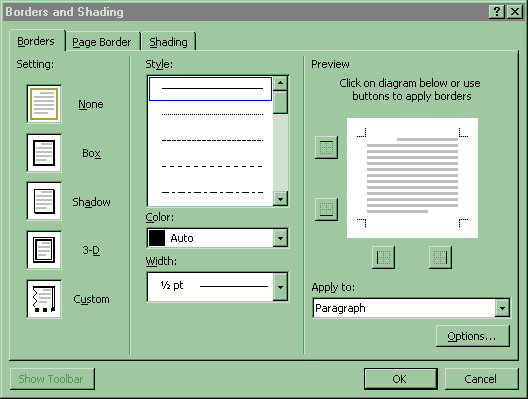 Borders and Shading
Borders
Page Border
Shading
Setting:
None
Box
Shadow
3-D
Custom
Style:
Color:
Auto
Width:
½ pt
Preview
Click on diagram below or use
buttons to apply borders
Apply to:
Paragraph
Options...
Show Toolbar
OK
Cancel